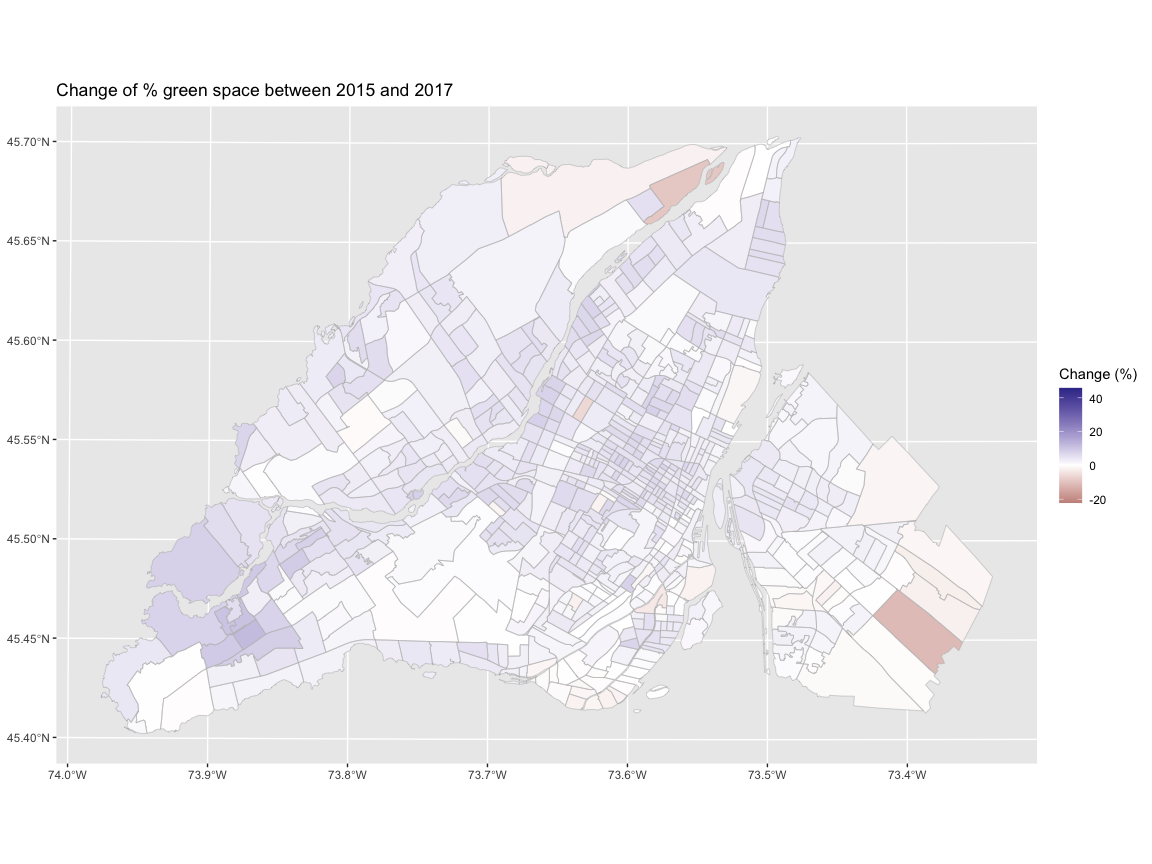 Change of % green space between 2015 and 2017
45.70°N
45.65°N
45.60°N
45.55°N
45.50°N
45.45°N
45.40°N
74.0°W
73.9°W
73.8°W
73.7°W
73.6°W
73.5°W
73.4°W
Change (%)
40
20
0
-20